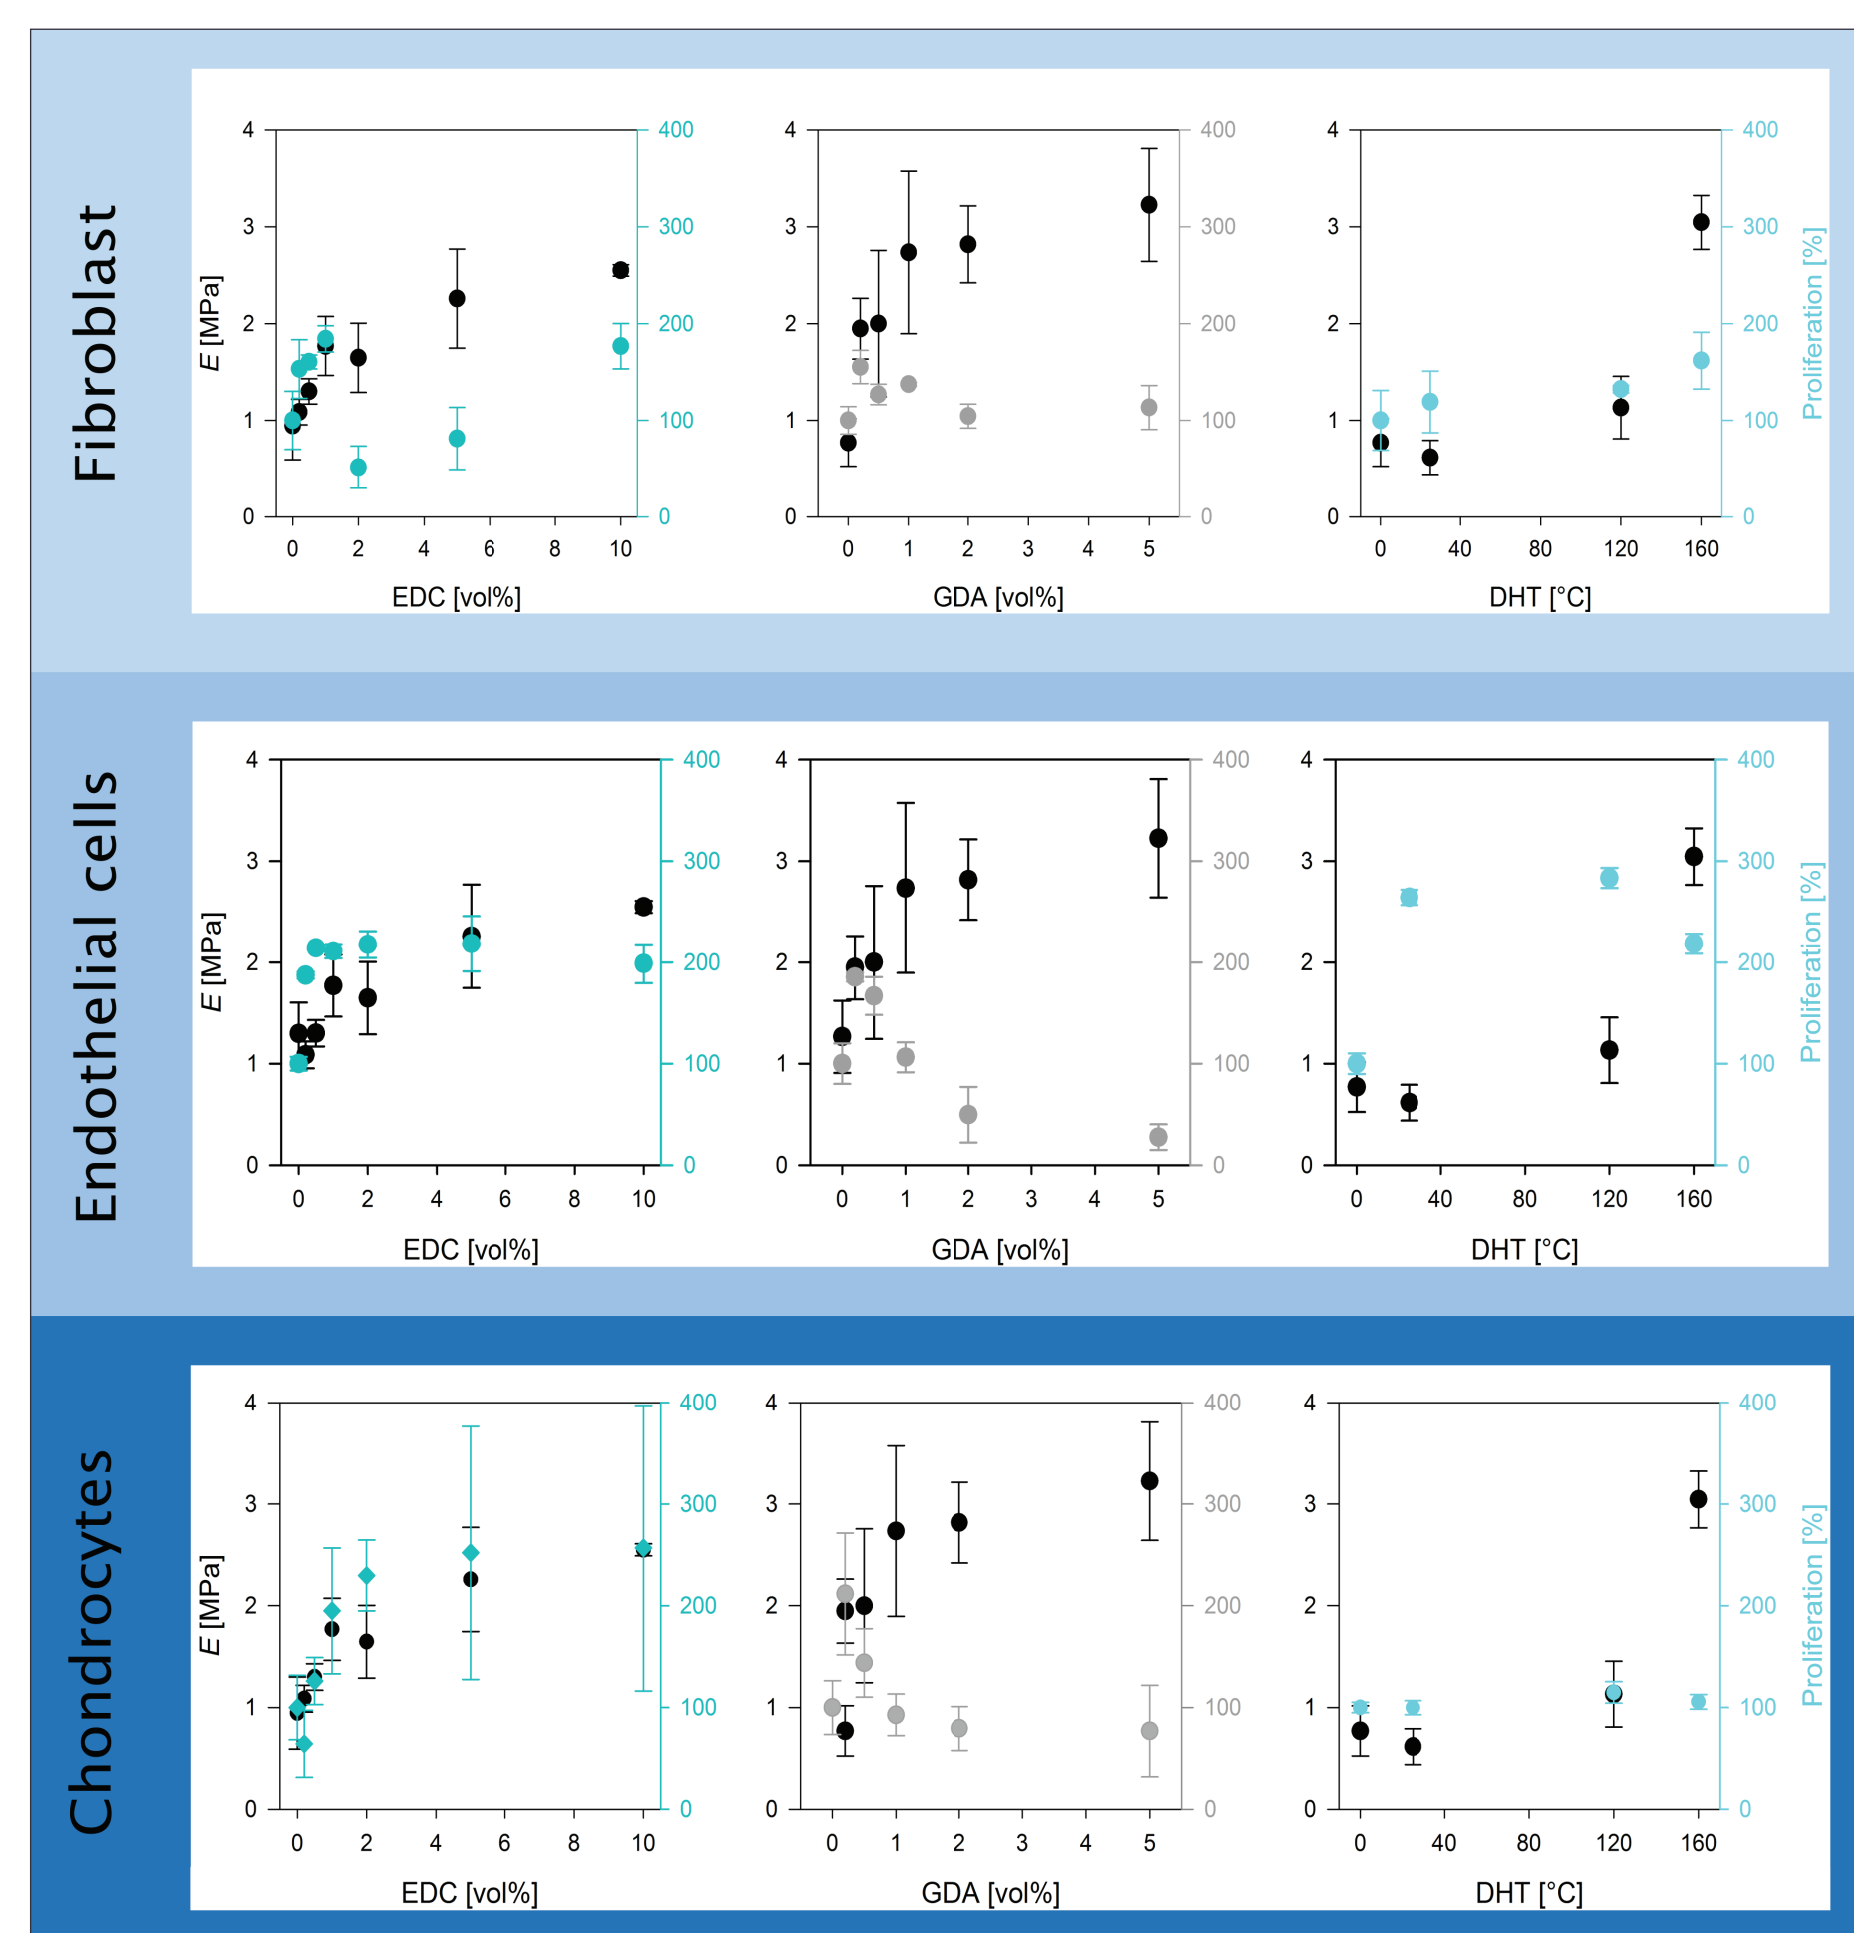 Fibroblast
4 400 4 400 4 400
3 300 3 300 3 300
2 200 2 200 2 200
1 100 1 100 1 100
0 0 0 0 0 0
E [MPa]
Proliferation [%]
0 2 4 6 8 10
0 1 2 3 4 5
0 40 80 120 160
EDC [vol%]
GDA [vol%]
DHT [°C]
Endothelial cells
4 400 4 400 4 400
3 300 3 300 3 300
2 200 2 200 2 200
1 100 1 100 1 100
0 0 0 0 0 0
E [MPa]
Proliferation [%]
0 2 4 6 8 10
0 1 2 3 4 5
0 40 80 120 160
EDC [vol%]
GDA [vol%]
DHT [°C]
Chondrocytes
4 400 4 400 4 400
3 300 3 300 3 300
2 200 2 200 2 200
1 100 1 100 1 100
0 0 0 0 0 0
E [MPa]
Proliferation [%]
0 2 4 6 8 10
0 1 2 3 4 5
0 40 80 120 160
EDC [vol%]
GDA [vol%]
DHT [°C]